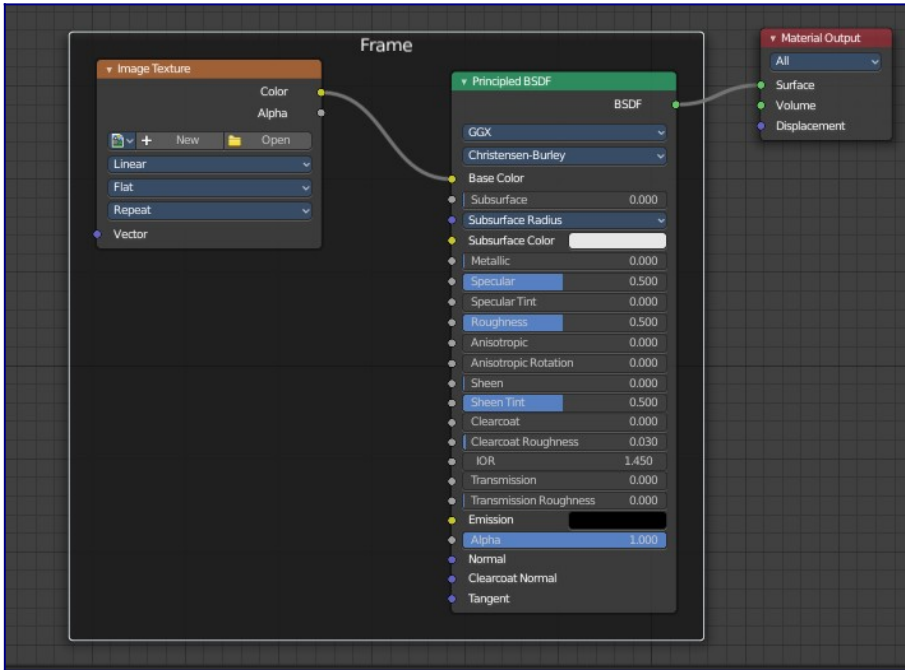 Frame
Image Texture
Color
Alpha
New
Open
Linear
Flat
Repeat
Vector
Principled BSDF
BSDF
GGX
Christensen-Burley
Base Color
Subsurface 0.000
Subsurface Radius
Subsurface Color
Metallic 0.000
Specular 0.500
Specular Tint 0.000
Roughness 0.500
Anisotropic 0.000
Anisotropic Rotation 0.000
Sheen 0.000
Sheen Tint 0.500
Clearcoat 0.000
Clearcoat Roughness 0.030
IOR 1.450
Transmission 0.000
Transmission Roughness 0.000
Emission
Alpha 1.000
Normal
Clearcoat Normal
Tangent
Material Output
All
Surface
Volume
Displacement